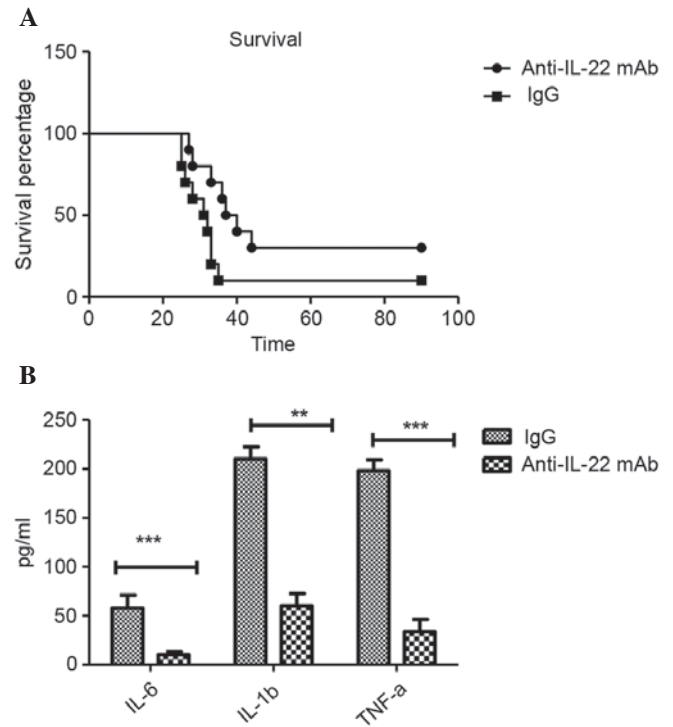 A
Survival
150
100
50
0
Survival percentage
0 20 40 60 80 100
Time
Anti-IL-22 mAb
IgG
B
250
200
150
100
50
0
pg/ml
***
**
***
IL-6 IL-1b TNF-a
IgG
Anti-IL-22 mAb